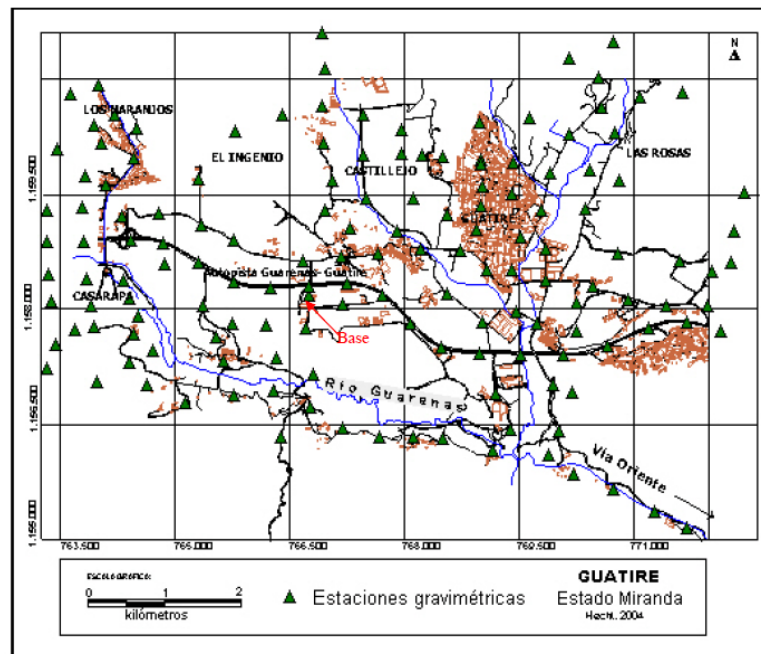 N
LOS NARANJOS
EL INGENIO
CASTILLEJO
LAS ROSAS
GUATIRE
Autopista Guarenas- Guatire
CASARAPA
Base
Río Guarenas
Vía Oriente
1.159.500
1.158.000
1.156.500
1.155.000
763.500
765.000
766.500
768.000
769.500
771.000
ESCALA GRAFICO:
0 1 2
kilómetros
Estaciones gravimétricas
GUATIRE
Estado Miranda
Hecht, 2004